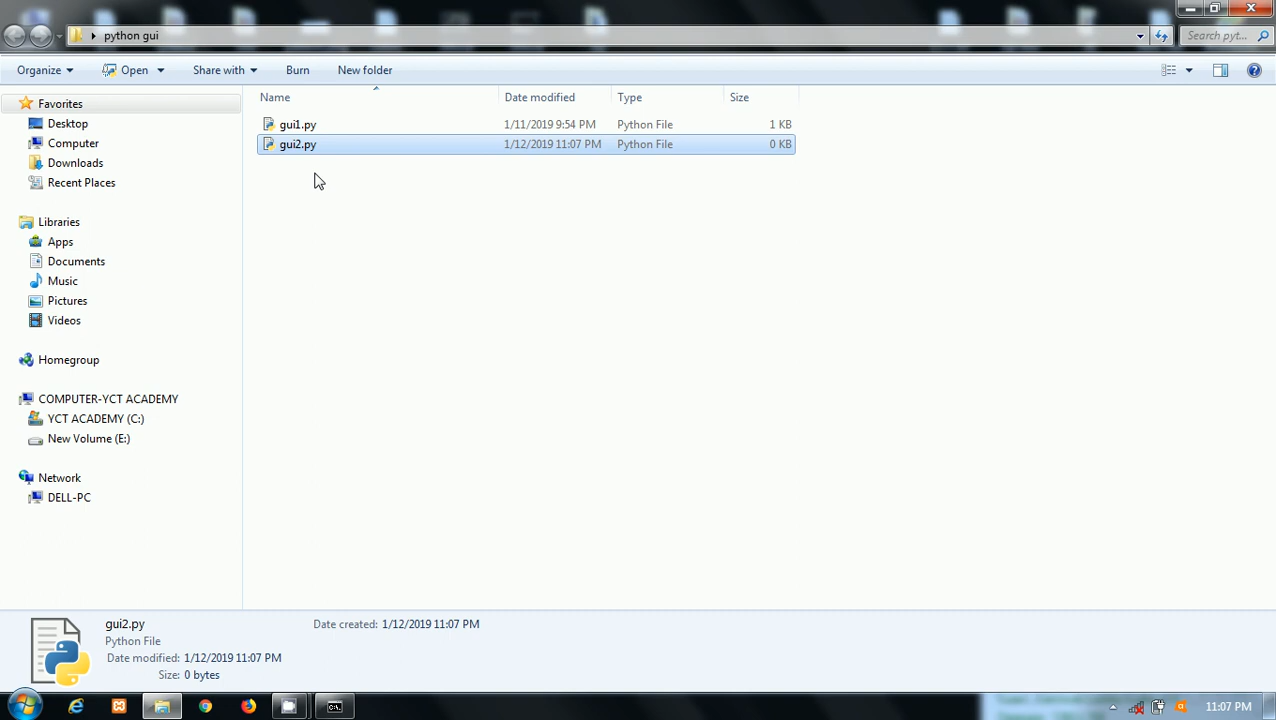 python gui
Search pyt...
Organize
Open
Share with
Burn
New folder
Name
Date modified
Type
Size
Favorites
Desktop
Computer
Downloads
Recent Places
Libraries
Apps
Documents
Music
Pictures
Videos
Homegroup
COMPUTER-YCT ACADEMY
YCT ACADEMY (C:)
New Volume (E:)
Network
DELL-PC
gui1.py 1/11/2019 9:54 PM Python File 1 KB
gui2.py 1/12/2019 11:07 PM Python File 0 KB
gui2.py
Date created: 1/12/2019 11:07 PM
Python File
Date modified: 1/12/2019 11:07 PM
Size: 0 bytes
11:07 PM